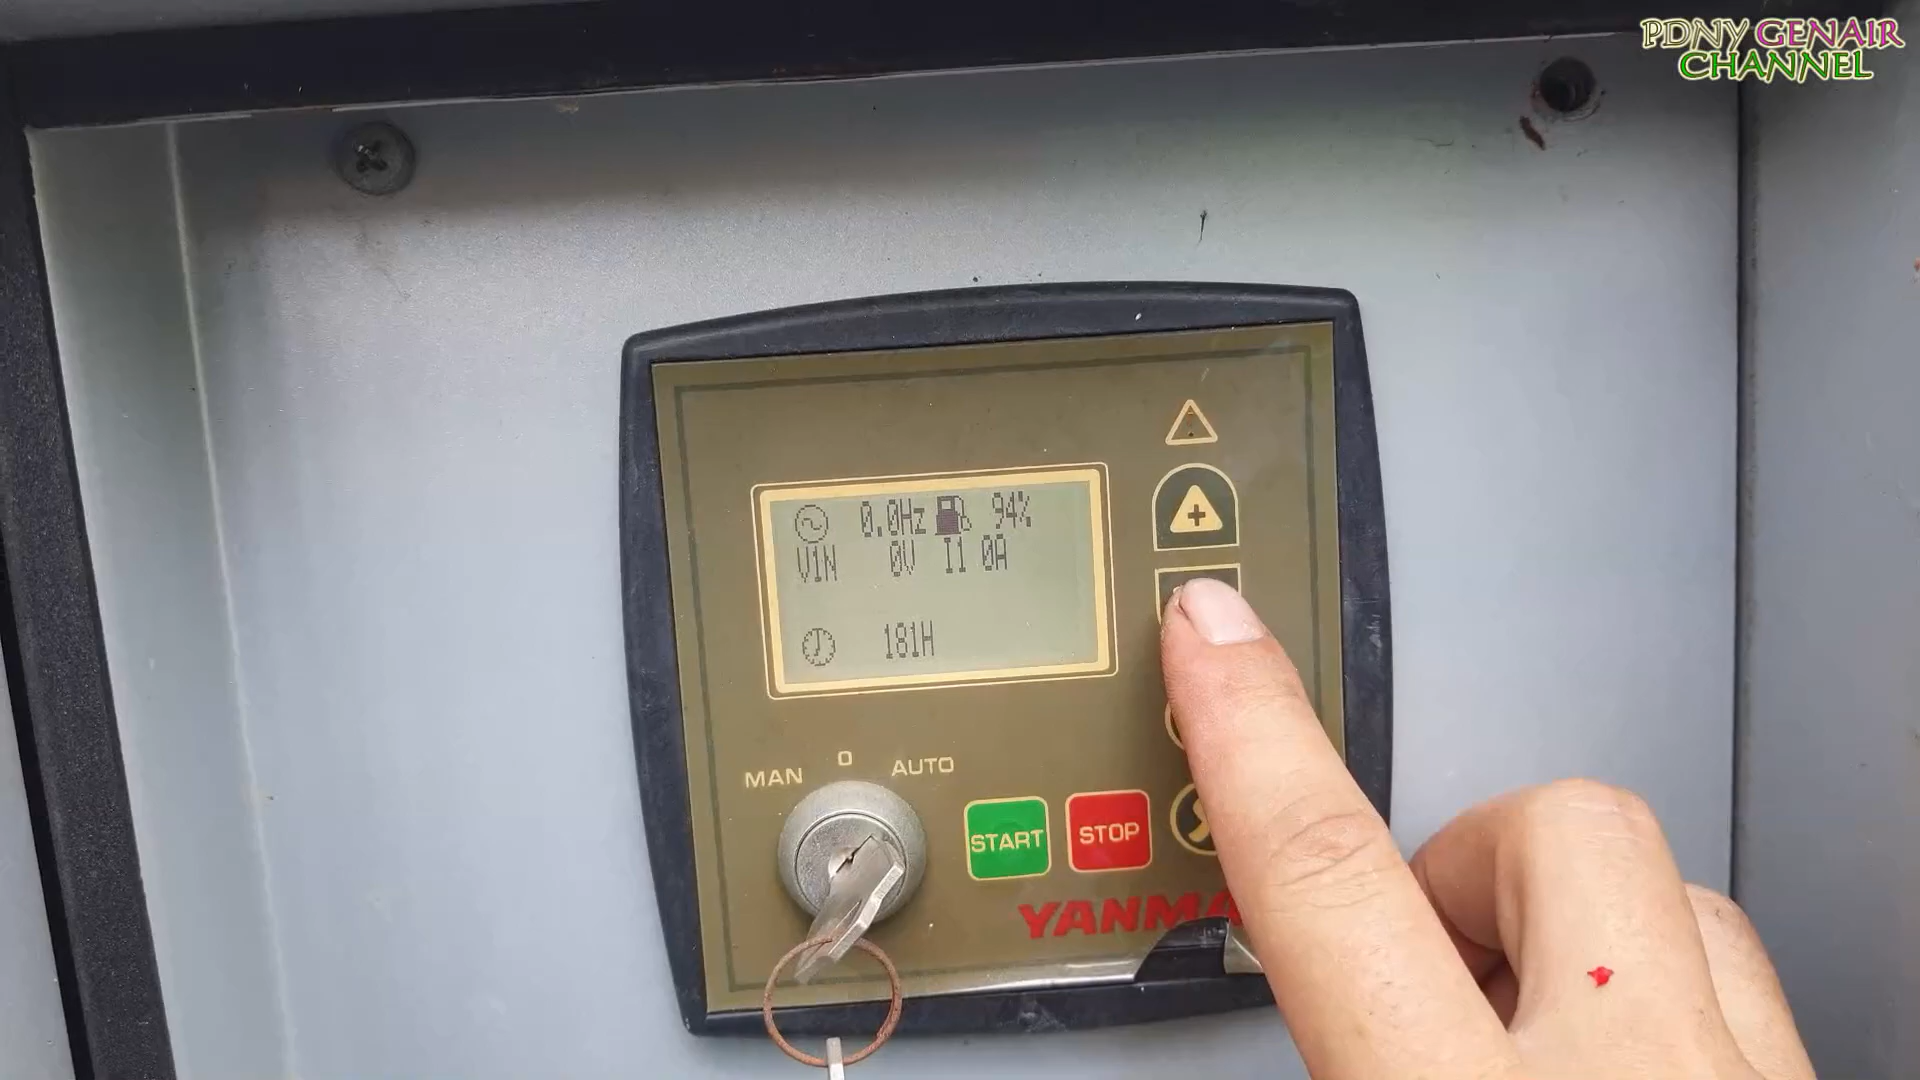 PDNY GENAIR
CHANNEL
0.0Hz 94%
V1N 0V I1 0A
181H
MAN 0 AUTO
START STOP